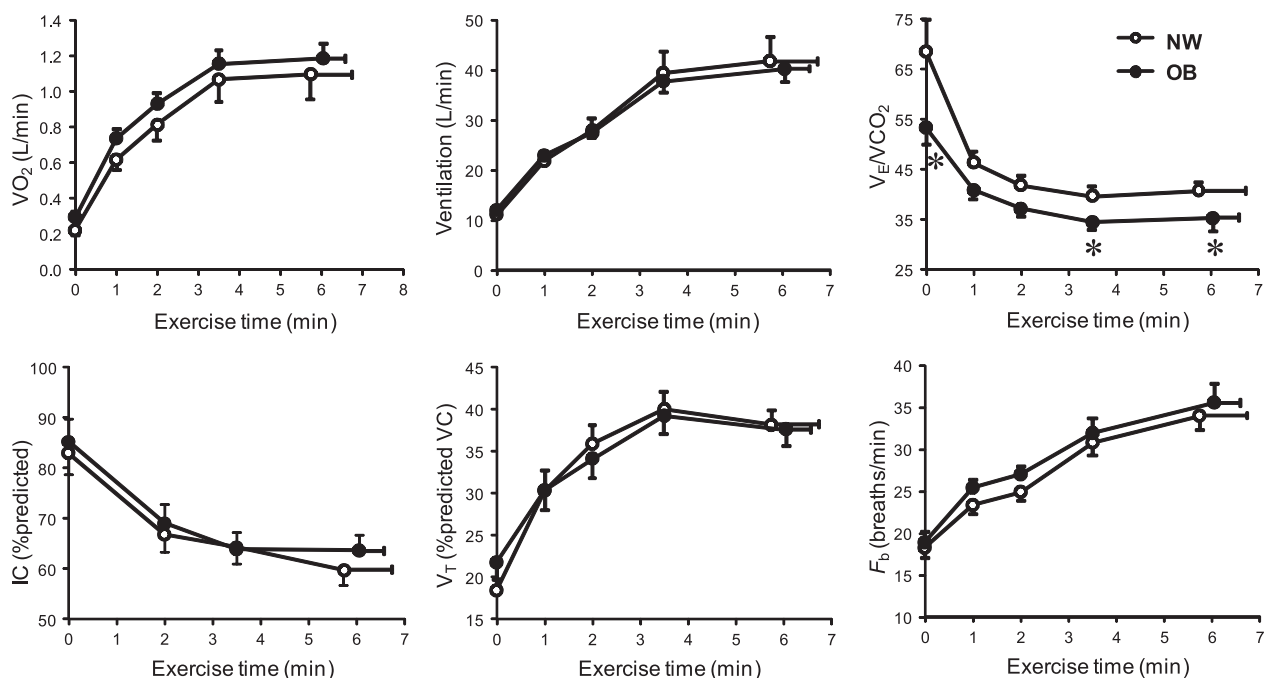 VO2 (L/min)
1.4
1.2
1.0
0.8
0.6
0.4
0.2
0.0
0 1 2 3 4 5 6 7 8
Exercise time (min)
Ventilation (L/min)
50
40
30
20
10
0
0 1 2 3 4 5 6 7
Exercise time (min)
VE/VCO2
75
65
55
45
35
25
NW
OB
*
*
*
0 1 2 3 4 5 6 7
Exercise time (min)
IC (%predicted)
100
90
80
70
60
50
0 1 2 3 4 5 6 7
Exercise time (min)
VT (%predicted VC)
45
40
35
30
25
20
15
0 1 2 3 4 5 6 7
Exercise time (min)
Fb (breaths/min)
40
35
30
25
20
15
10
0 1 2 3 4 5 6 7
Exercise time (min)